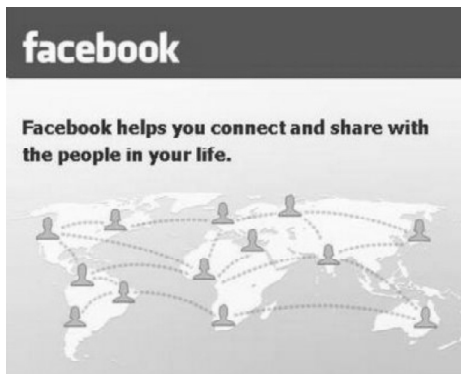 facebook
Facebook helps you connect and share with
the people in your life.